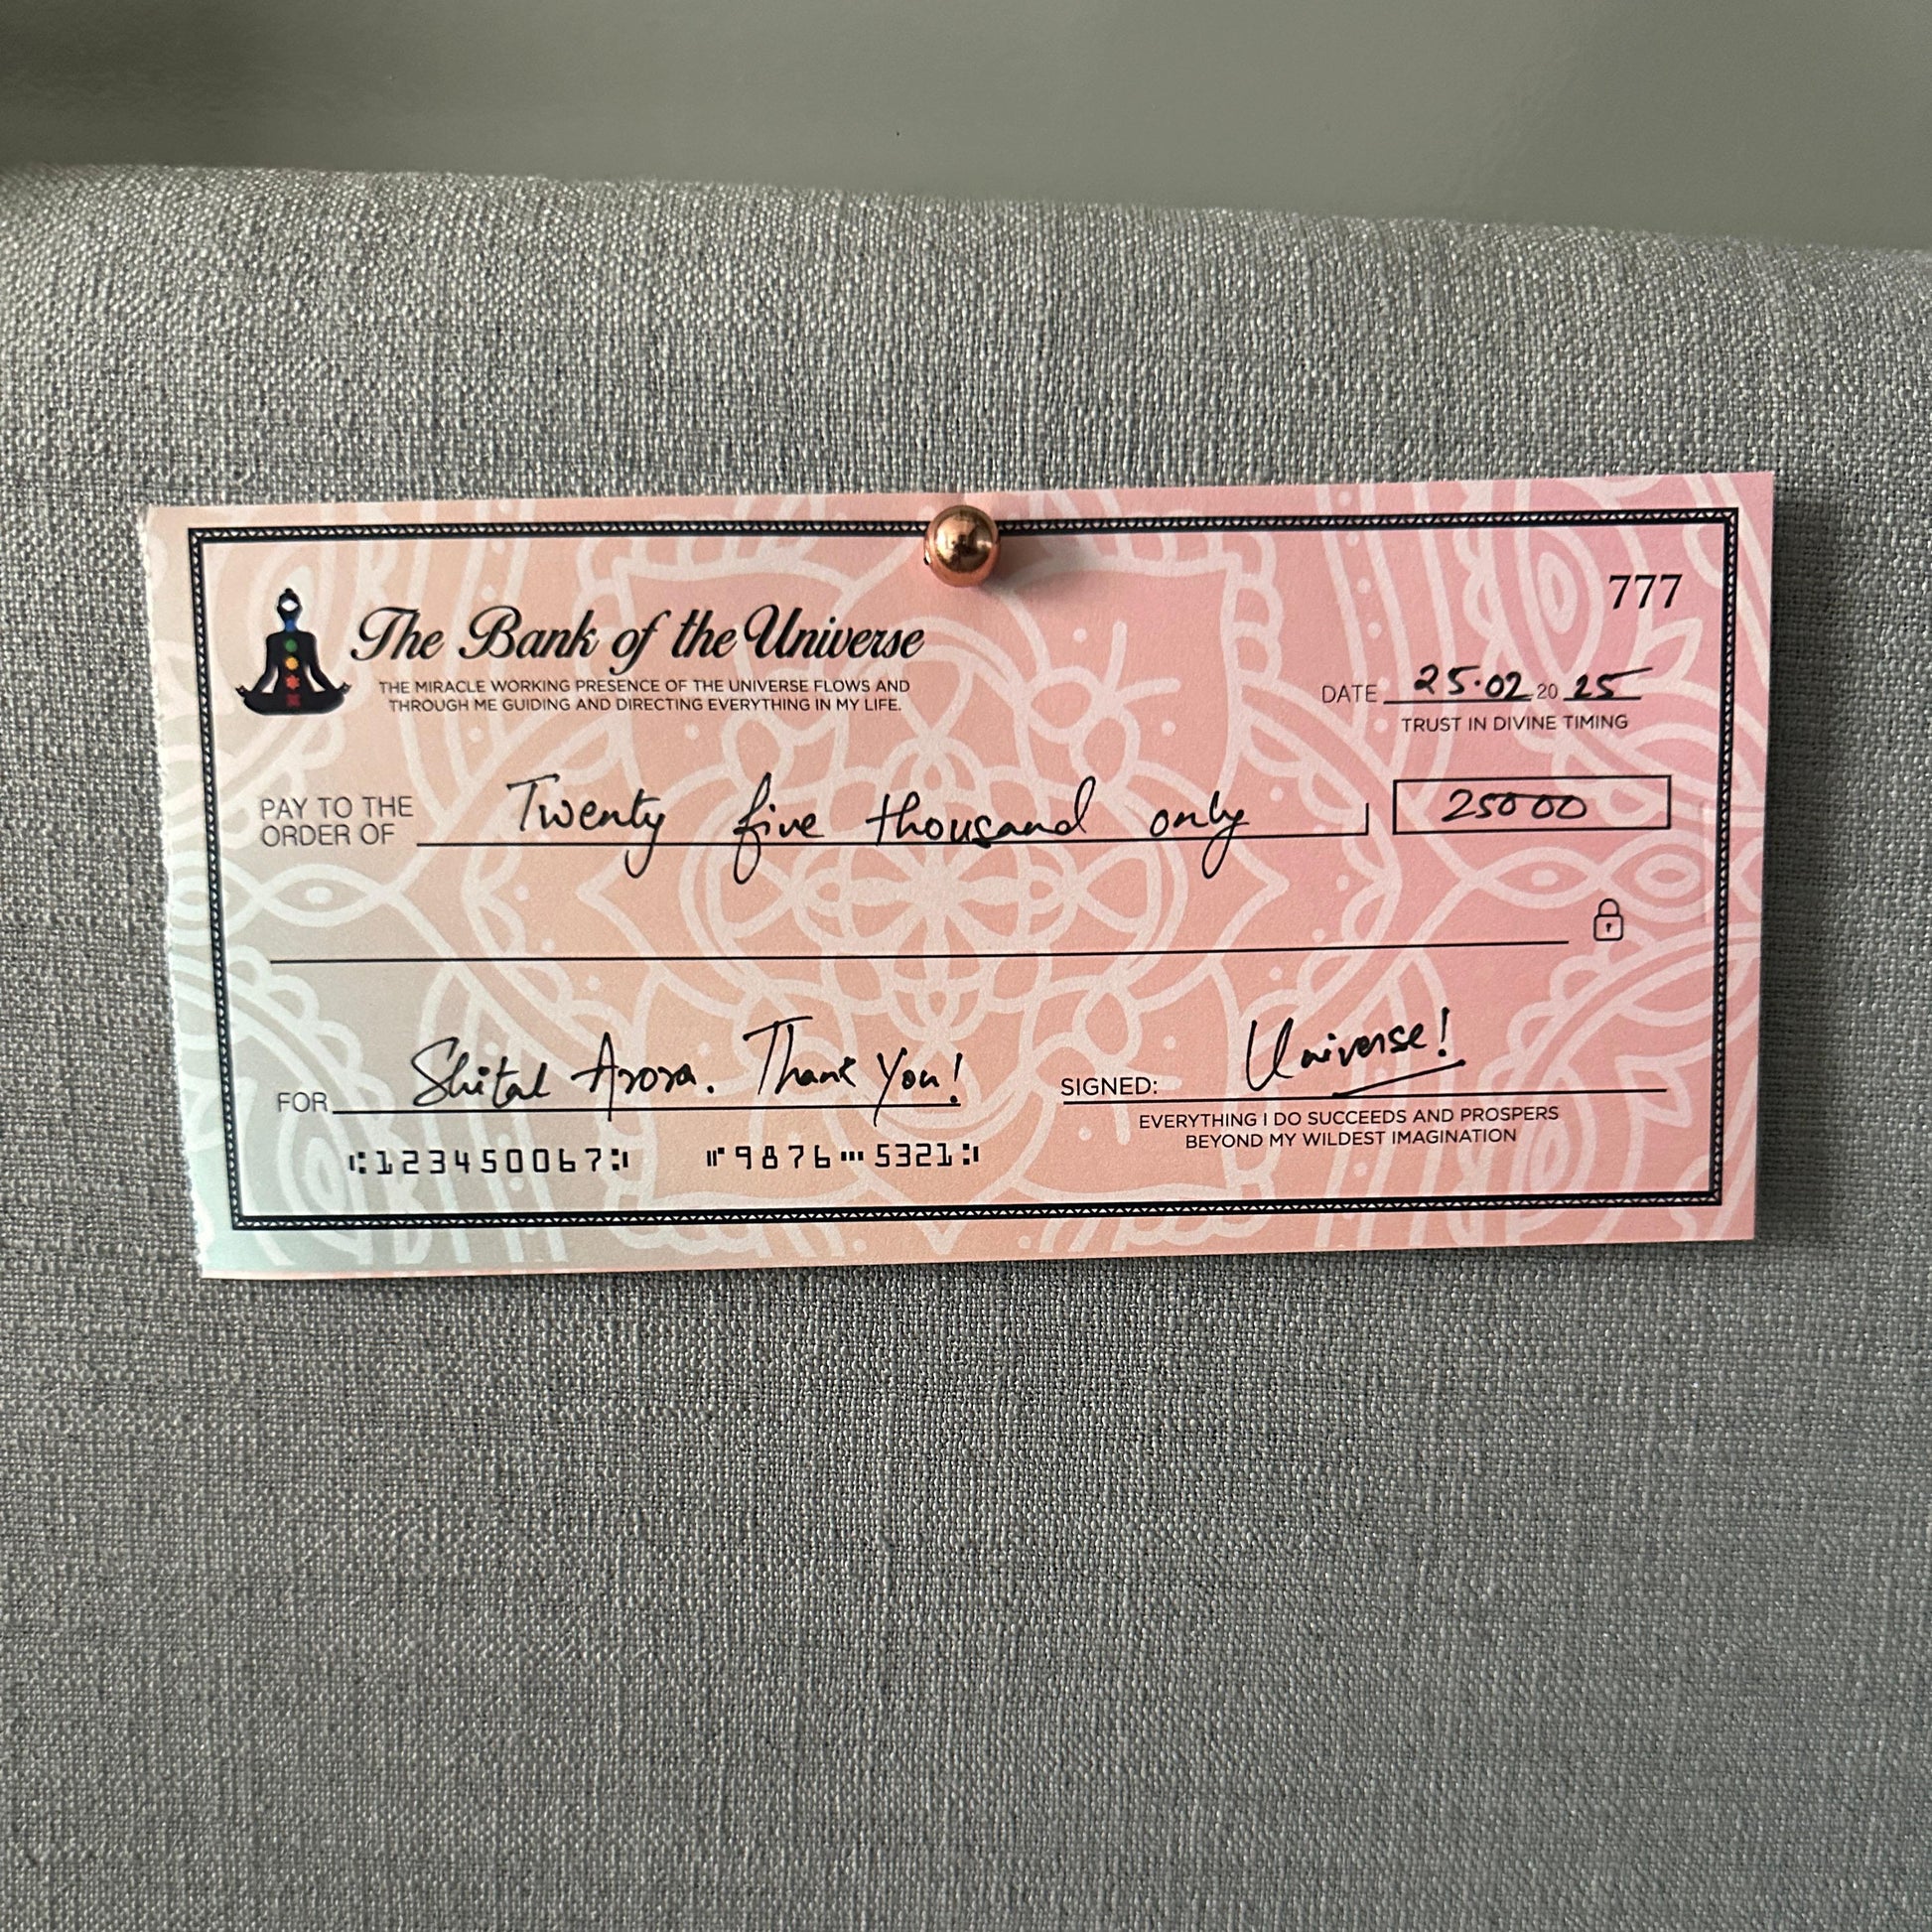 777
The Bank of the Universe
THE MIRACLE WORKING PRESENCE OF THE UNIVERSE FLOWS AND
THROUGH ME GUIDING AND DIRECTING EVERYTHING IN MY LIFE.
DATE 25.02 20 25
TRUST IN DIVINE TIMING
PAY TO THE
ORDER OF Twenty five thousand only 25000
FOR Shital Arora. Thank You!
SIGNED: Universe!
EVERYTHING I DO SUCCEEDS AND PROSPERS
BEYOND MY WILDEST IMAGINATION
⑆123450067⑆ ⑈9876⑉5321⑆